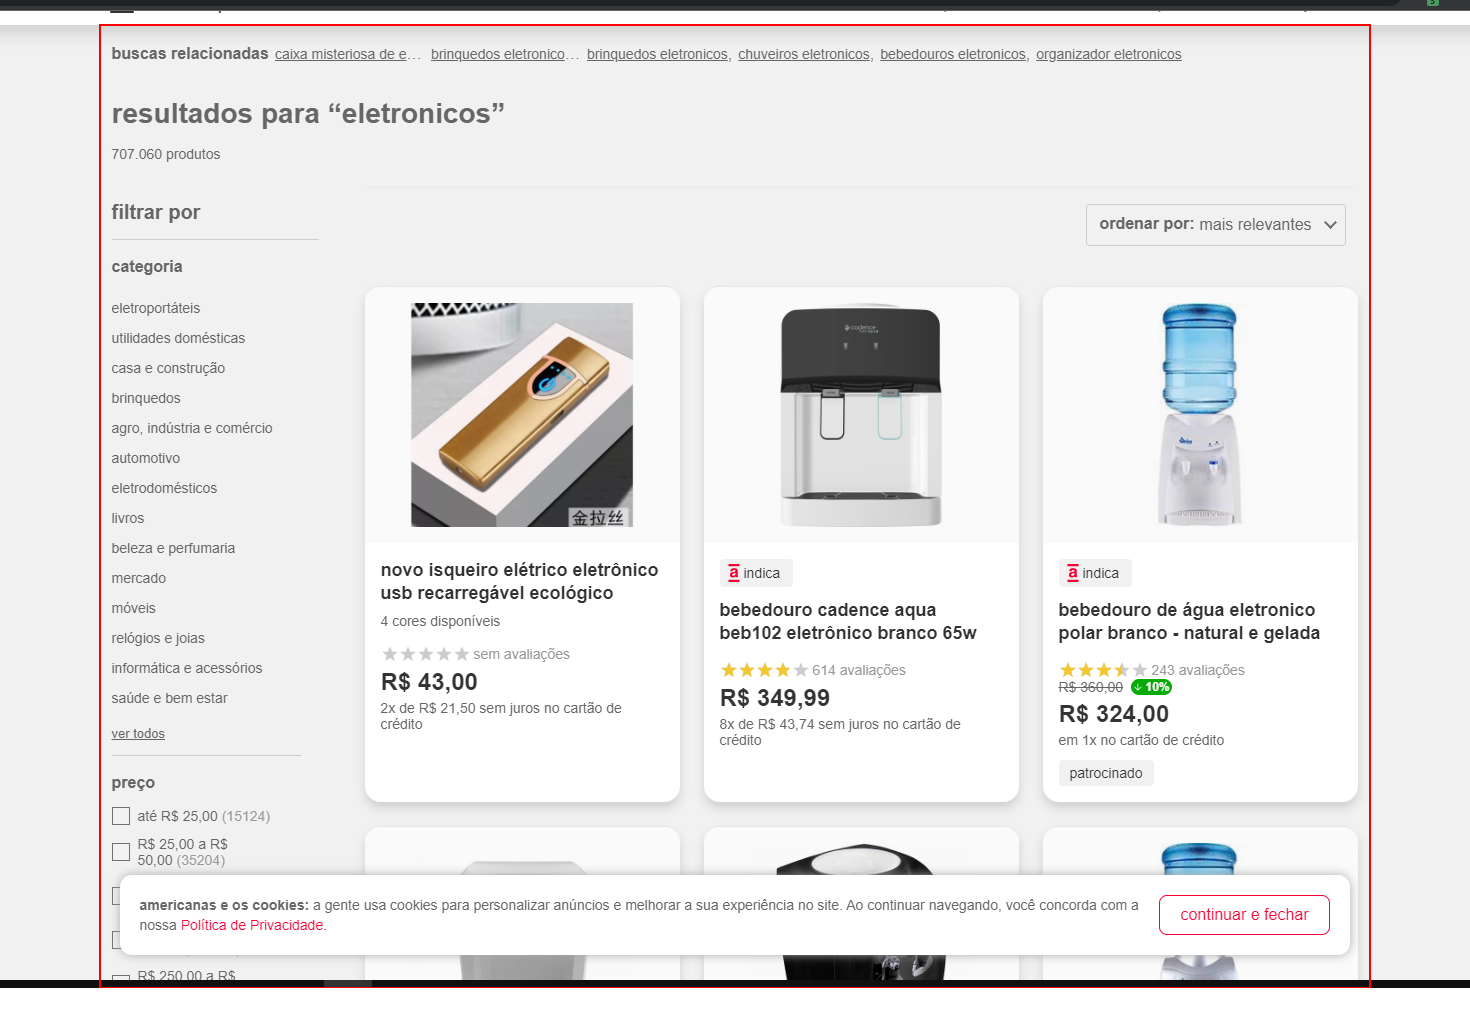 buscas relacionadas caixa misteriosa de e... brinquedos eletronico... brinquedos eletronicos, chuveiros eletronicos, bebedouros eletronicos, organizador eletronicos
resultados para “eletronicos”
707.060 produtos
filtrar por
ordenar por: mais relevantes
categoria
eletroportáteis
utilidades domésticas
casa e construção
brinquedos
agro, indústria e comércio
automotivo
eletrodomésticos
livros
beleza e perfumaria
mercado
móveis
relógios e joias
informática e acessórios
saúde e bem estar
ver todos
preço
até R$ 25,00 (15124)
R$ 25,00 a R$
50,00 (35204)
R$ 250,00 a R$
金拉丝
novo isqueiro elétrico eletrônico
usb recarregável ecológico
4 cores disponíveis
sem avaliações
R$ 43,00
2x de R$ 21,50 sem juros no cartão de
crédito
cadence
a indica
bebedouro cadence aqua
beb102 eletrônico branco 65w
614 avaliações
R$ 349,99
8x de R$ 43,74 sem juros no cartão de
crédito
a indica
bebedouro de água eletronico
polar branco - natural e gelada
243 avaliações
R$ 360,00 10%
R$ 324,00
em 1x no cartão de crédito
patrocinado
americanas e os cookies: a gente usa cookies para personalizar anúncios e melhorar a sua experiência no site. Ao continuar navegando, você concorda com a
nossa Política de Privacidade.
continuar e fechar